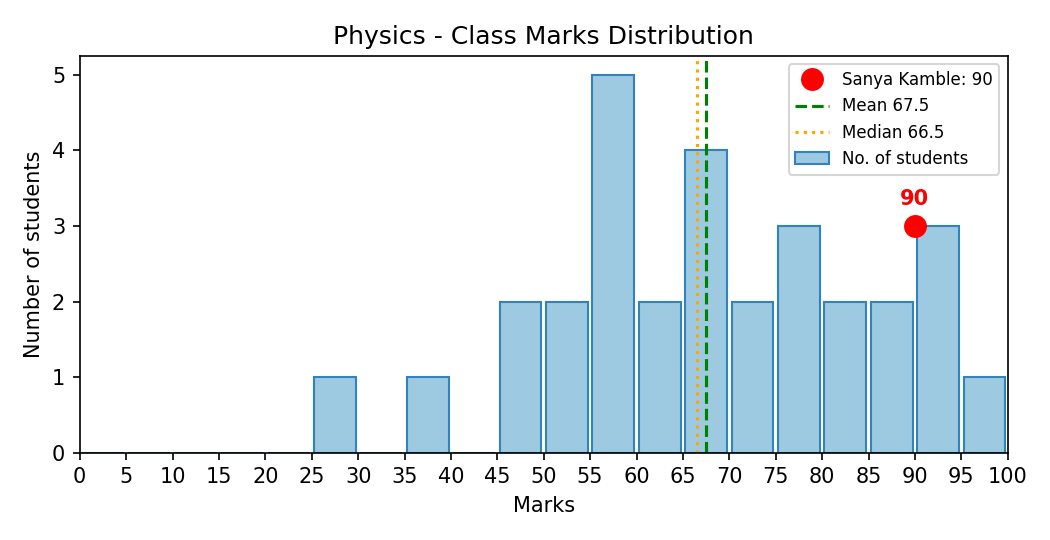 Physics - Class Marks Distribution
Number of students
5
4
3
2
1
0
Sanya Kamble: 90
Mean 67.5
Median 66.5
No. of students
90
0 5 10 15 20 25 30 35 40 45 50 55 60 65 70 75 80 85 90 95 100
Marks